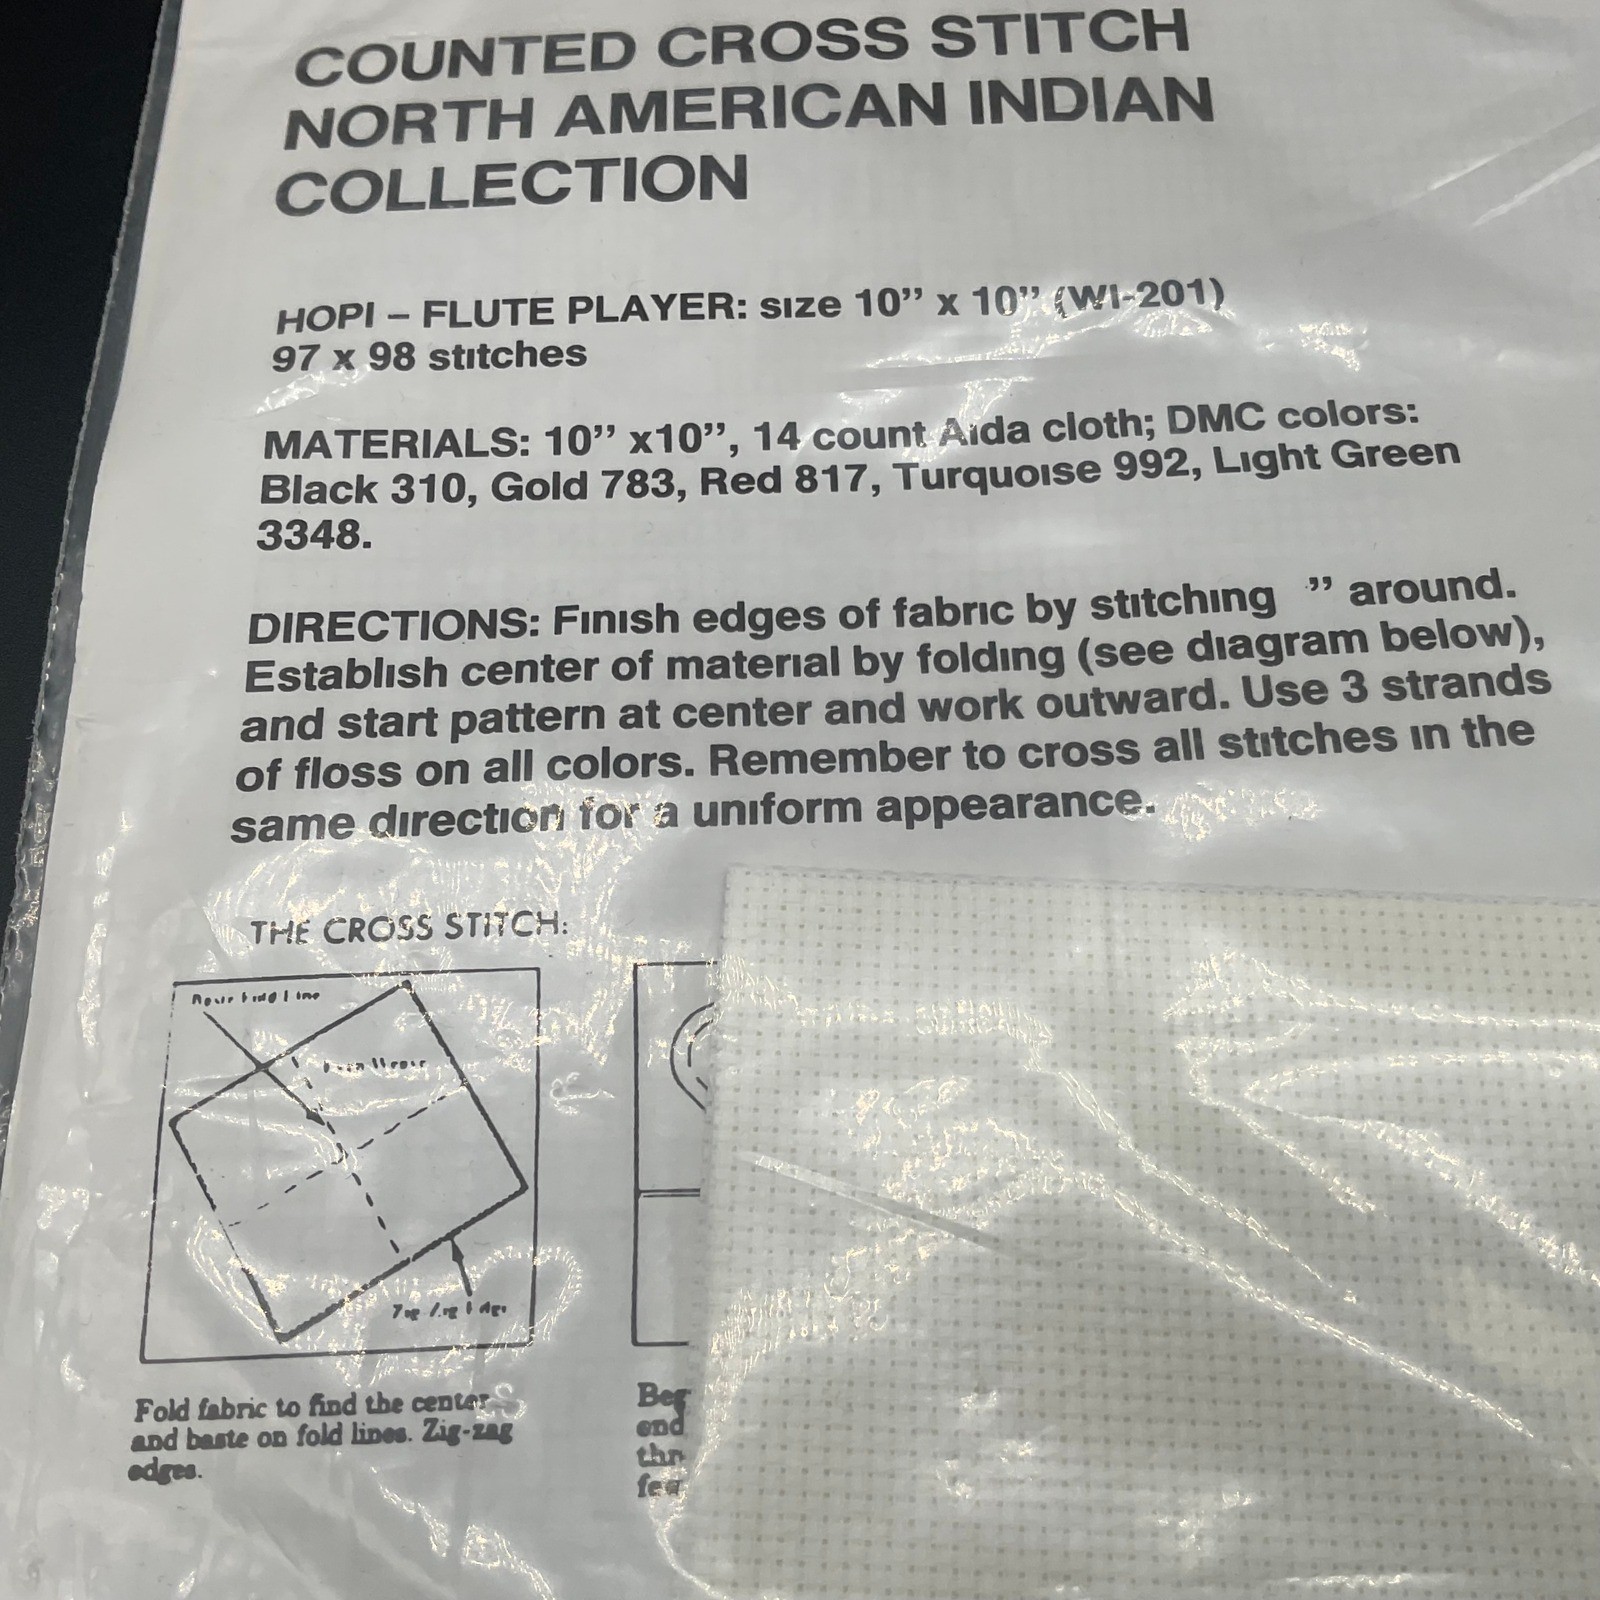 COUNTED CROSS STITCH
NORTH AMERICAN INDIAN
COLLECTION
HOPI – FLUTE PLAYER: size 10” x 10” (WI-201)
97 x 98 stitches
MATERIALS: 10” x10”, 14 count Aida cloth; DMC colors:
Black 310, Gold 783, Red 817, Turquoise 992, Light Green
3348.
DIRECTIONS: Finish edges of fabric by stitching ” around.
Establish center of material by folding (see diagram below),
and start pattern at center and work outward. Use 3 strands
of floss on all colors. Remember to cross all stitches in the
same direction for a uniform appearance.
THE CROSS STITCH:
Fold fabric to find the center
and baste on fold lines. Zig-zag
edges.
Beg
end
thr